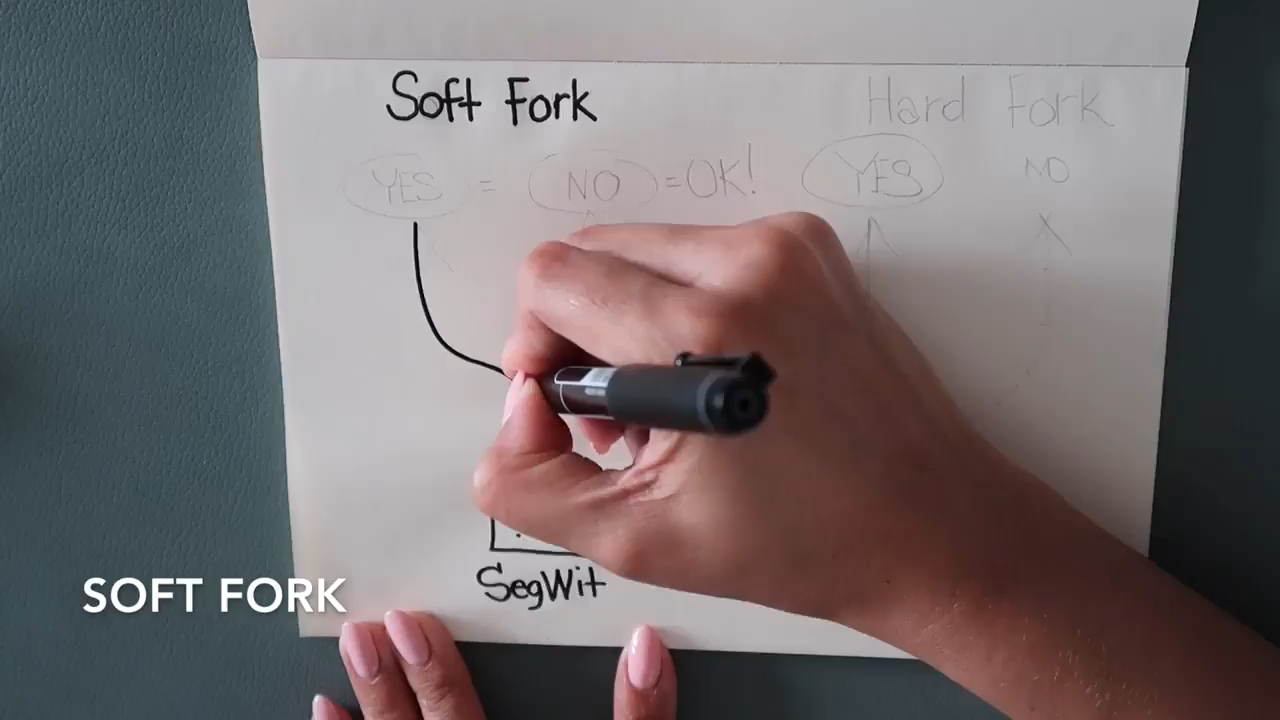 Soft Fork Hard Fork
YES = NO = OK! YES NO
SegWit
SOFT FORK